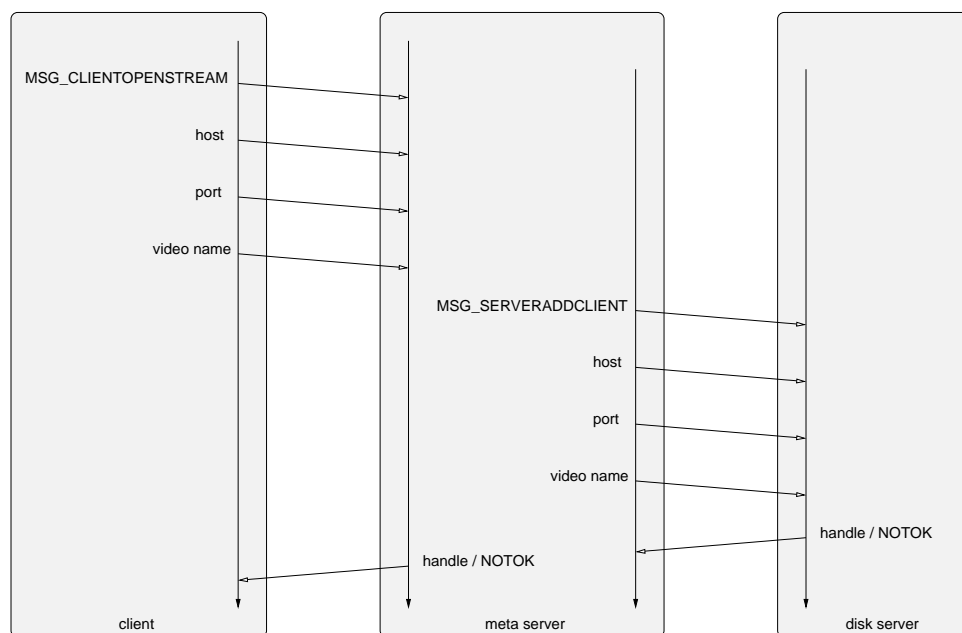 MSG_CLIENTOPENSTREAM
host
port
video name
MSG_SERVERADDCLIENT
host
port
video name
handle / NOTOK
handle / NOTOK
client
meta server
disk server